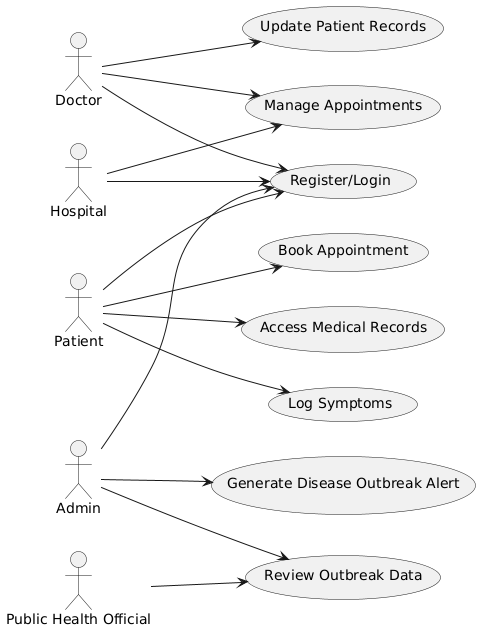 Update Patient Records
Doctor
Manage Appointments
Hospital
Register/Login
Book Appointment
Patient
Access Medical Records
Log Symptoms
Admin
Generate Disease Outbreak Alert
Review Outbreak Data
Public Health Official